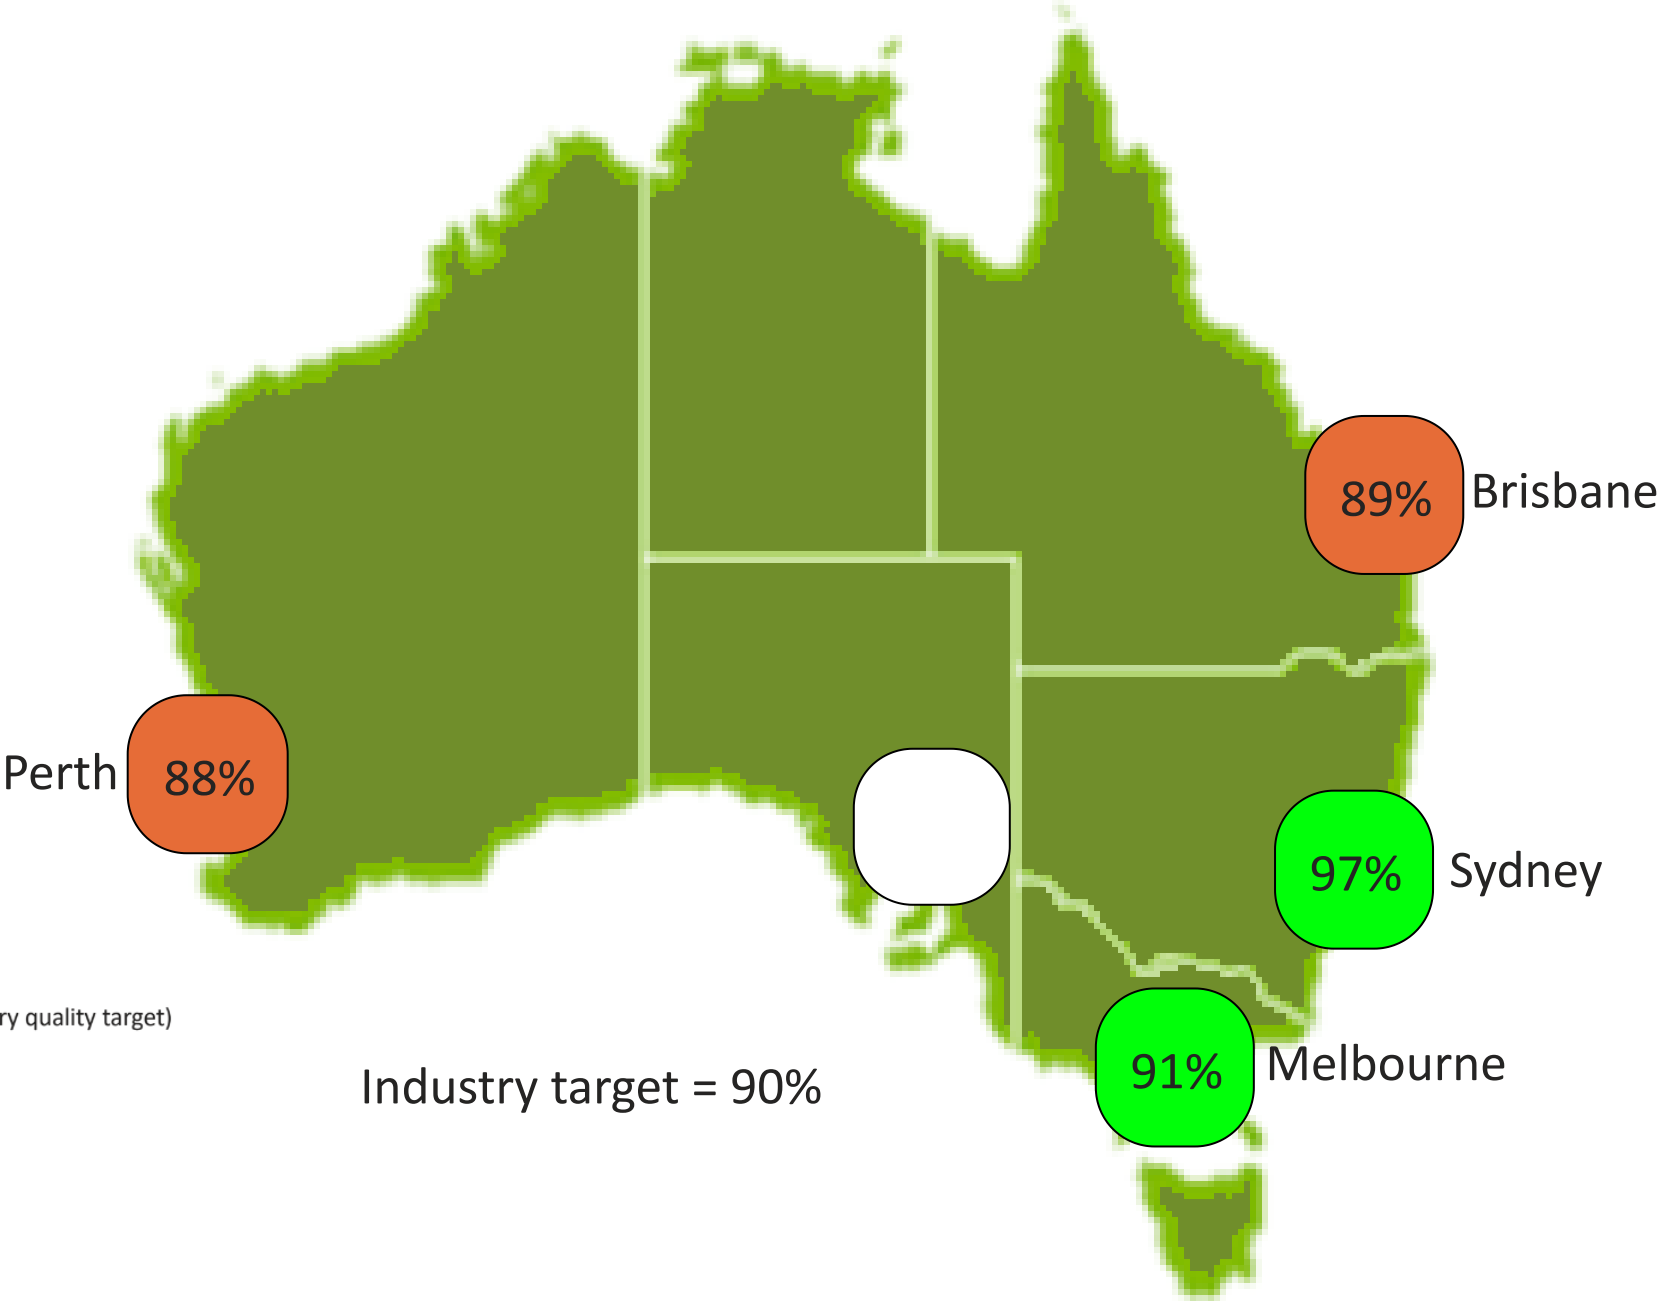 89%
Brisbane
Perth
88%
97%
Sydney
ry quality target)
Industry target = 90%
91%
Melbourne